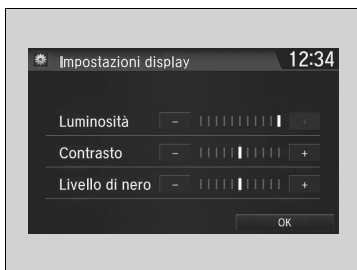 Impostazioni display 12:34
Luminosità - +
Contrasto - +
Livello di nero - +
OK